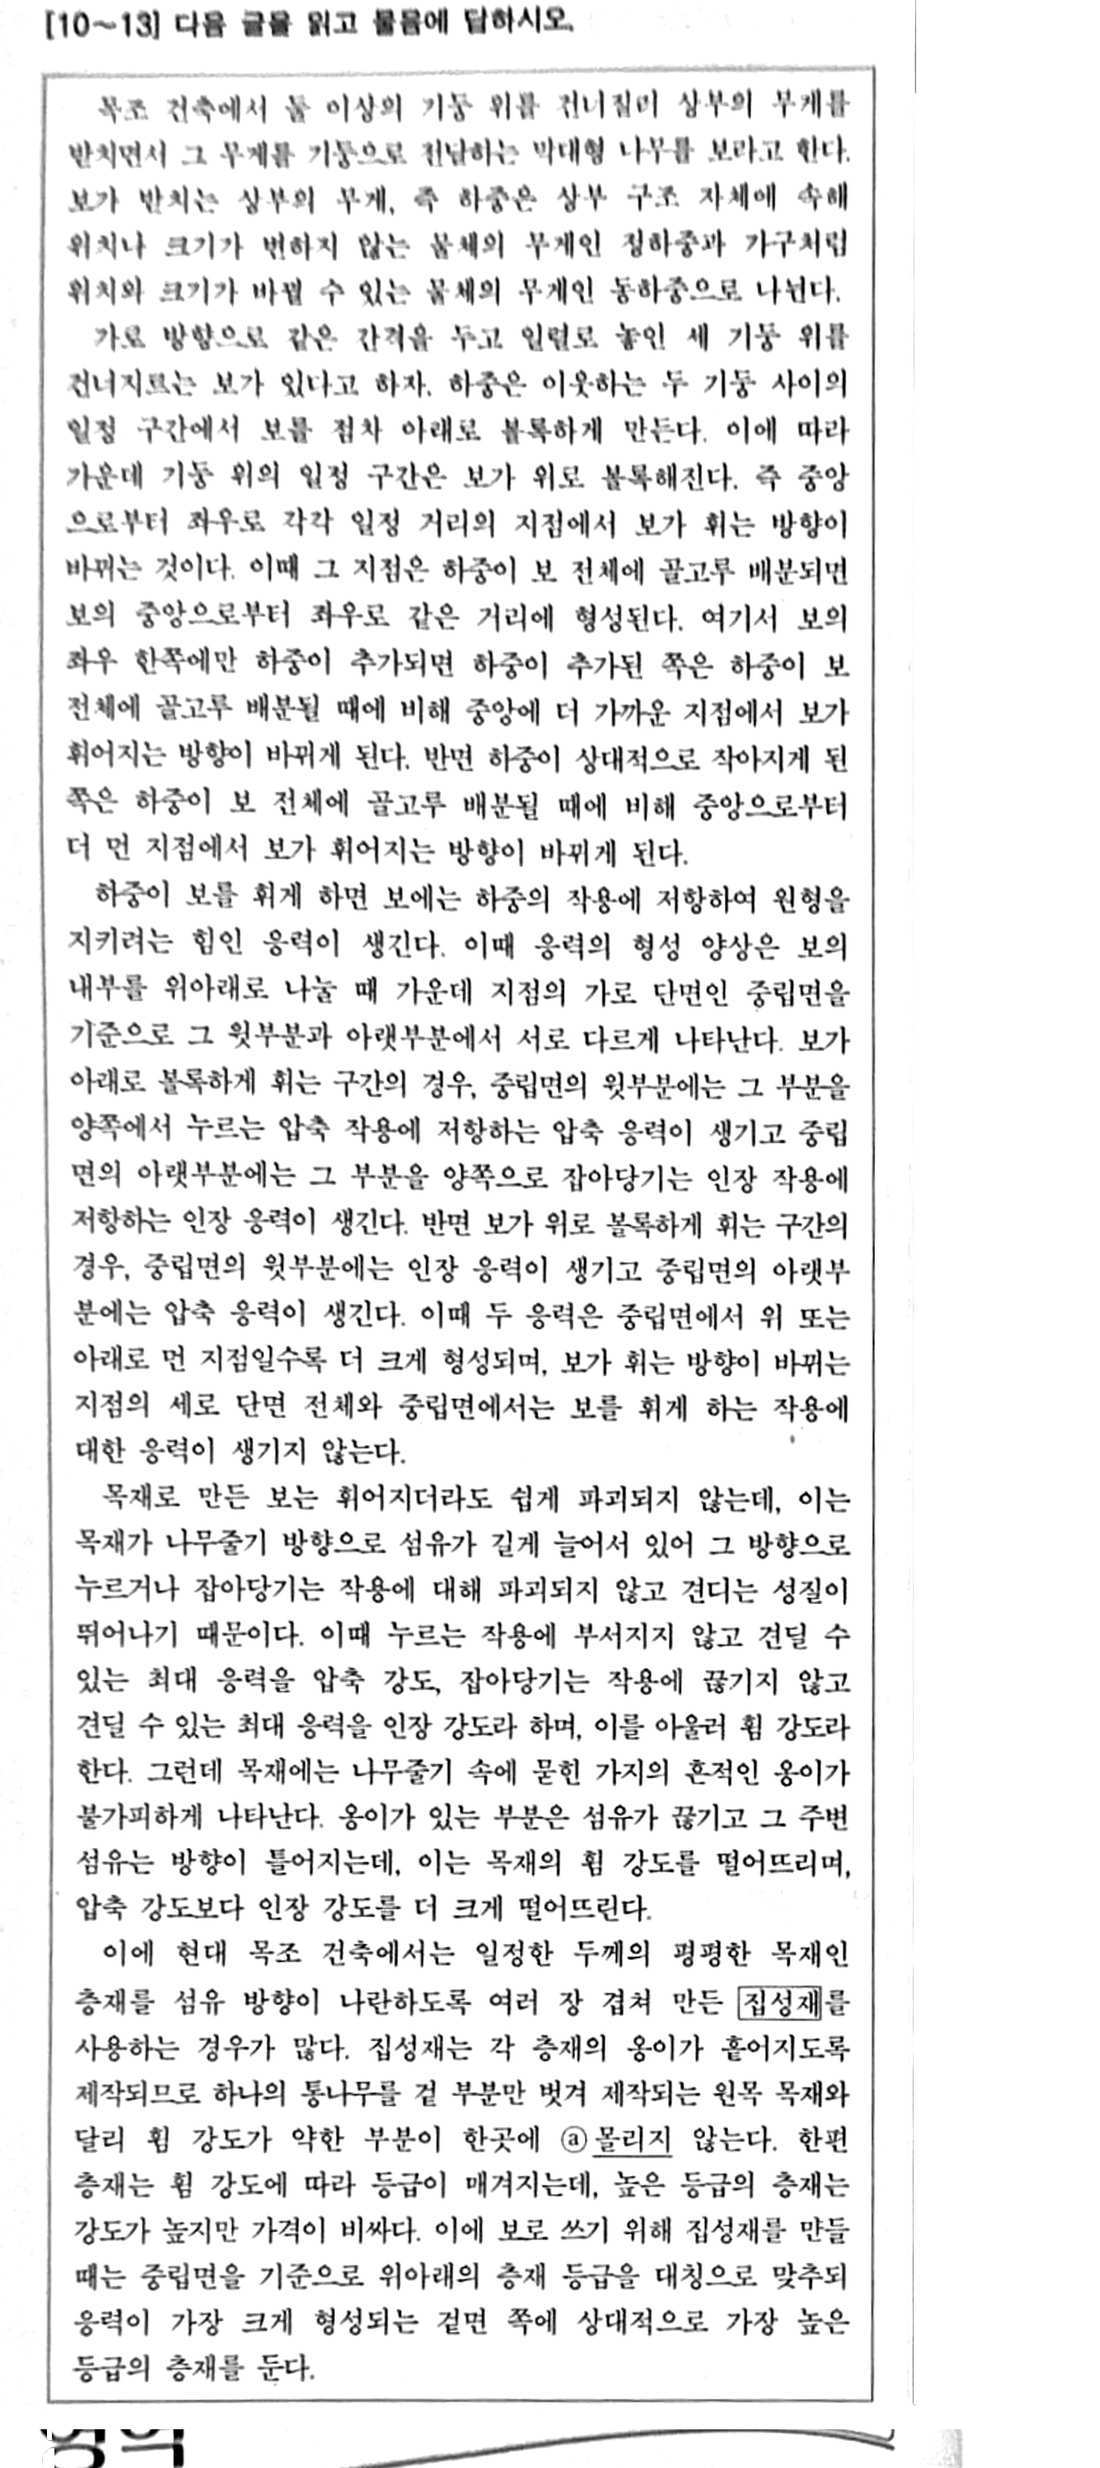 [10~13] 다음 글을 읽고 물음에 답하시오.
목조 건축에서 둘 이상의 기둥 위를 건너질러 상부의 무게를
받치면서 그 무게를 기둥으로 전달하는 막대형 나무를 보라고 한다.
보가 받치는 상부의 무게, 즉 하중은 상부 구조 자체에 속해
위치나 크기가 변하지 않는 물체의 무게인 정하중과 가구처럼
위치와 크기가 바뀔 수 있는 물체의 무게인 동하중으로 나뉜다.
가로 방향으로 같은 간격을 두고 일렬로 놓인 세 기둥 위를
건너지르는 보가 있다고 하자. 하중은 이웃하는 두 기둥 사이의
일정 구간에서 보를 점차 아래로 볼록하게 만든다. 이에 따라
가운데 기둥 위의 일정 구간은 보가 위로 볼록해진다. 즉 중앙
으로부터 좌우로 각각 일정 거리의 지점에서 보가 휘는 방향이
바뀌는 것이다. 이때 그 지점은 하중이 보 전체에 골고루 배분되면
보의 중앙으로부터 좌우로 같은 거리에 형성된다. 여기서 보의
좌우 한쪽에만 하중이 추가되면 하중이 추가된 쪽은 하중이 보
전체에 골고루 배분될 때에 비해 중앙에 더 가까운 지점에서 보가
휘어지는 방향이 바뀌게 된다. 반면 하중이 상대적으로 작아지게 된
쪽은 하중이 보 전체에 골고루 배분될 때에 비해 중앙으로부터
더 먼 지점에서 보가 휘어지는 방향이 바뀌게 된다.
하중이 보를 휘게 하면 보에는 하중의 작용에 저항하여 원형을
지키려는 힘인 응력이 생긴다. 이때 응력의 형성 양상은 보의
내부를 위아래로 나눌 때 가운데 지점의 가로 단면인 중립면을
기준으로 그 윗부분과 아랫부분에서 서로 다르게 나타난다. 보가
아래로 볼록하게 휘는 구간의 경우, 중립면의 윗부분에는 그 부분을
양쪽에서 누르는 압축 작용에 저항하는 압축 응력이 생기고 중립
면의 아랫부분에는 그 부분을 양쪽으로 잡아당기는 인장 작용에
저항하는 인장 응력이 생긴다. 반면 보가 위로 볼록하게 휘는 구간의
경우, 중립면의 윗부분에는 인장 응력이 생기고 중립면의 아랫부
분에는 압축 응력이 생긴다. 이때 두 응력은 중립면에서 위 또는
아래로 먼 지점일수록 더 크게 형성되며, 보가 휘는 방향이 바뀌는
지점의 세로 단면 전체와 중립면에서는 보를 휘게 하는 작용에
대한 응력이 생기지 않는다.
목재로 만든 보는 휘어지더라도 쉽게 파괴되지 않는데, 이는
목재가 나무줄기 방향으로 섬유가 길게 늘어서 있어 그 방향으로
누르거나 잡아당기는 작용에 대해 파괴되지 않고 견디는 성질이
뛰어나기 때문이다. 이때 누르는 작용에 부서지지 않고 견딜 수
있는 최대 응력을 압축 강도, 잡아당기는 작용에 끊기지 않고
견딜 수 있는 최대 응력을 인장 강도라 하며, 이를 아울러 휨 강도라
한다. 그런데 목재에는 나무줄기 속에 묻힌 가지의 흔적인 옹이가
불가피하게 나타난다. 옹이가 있는 부분은 섬유가 끊기고 그 주변
섬유는 방향이 틀어지는데, 이는 목재의 휨 강도를 떨어뜨리며,
압축 강도보다 인장 강도를 더 크게 떨어뜨린다.
이에 현대 목조 건축에서는 일정한 두께의 평평한 목재인
층재를 섬유 방향이 나란하도록 여러 장 겹쳐 만든 집성재를
사용하는 경우가 많다. 집성재는 각 층재의 옹이가 흩어지도록
제작되므로 하나의 통나무를 겉 부분만 벗겨 제작되는 원목 목재와
달리 휨 강도가 약한 부분이 한곳에 ⓐ몰리지 않는다. 한편
층재는 휨 강도에 따라 등급이 매겨지는데, 높은 등급의 층재는
강도가 높지만 가격이 비싸다. 이에 보로 쓰기 위해 집성재를 만들
때는 중립면을 기준으로 위아래의 층재 등급을 대칭으로 맞추되
응력이 가장 크게 형성되는 겉면 쪽에 상대적으로 가장 높은
등급의 층재를 둔다.